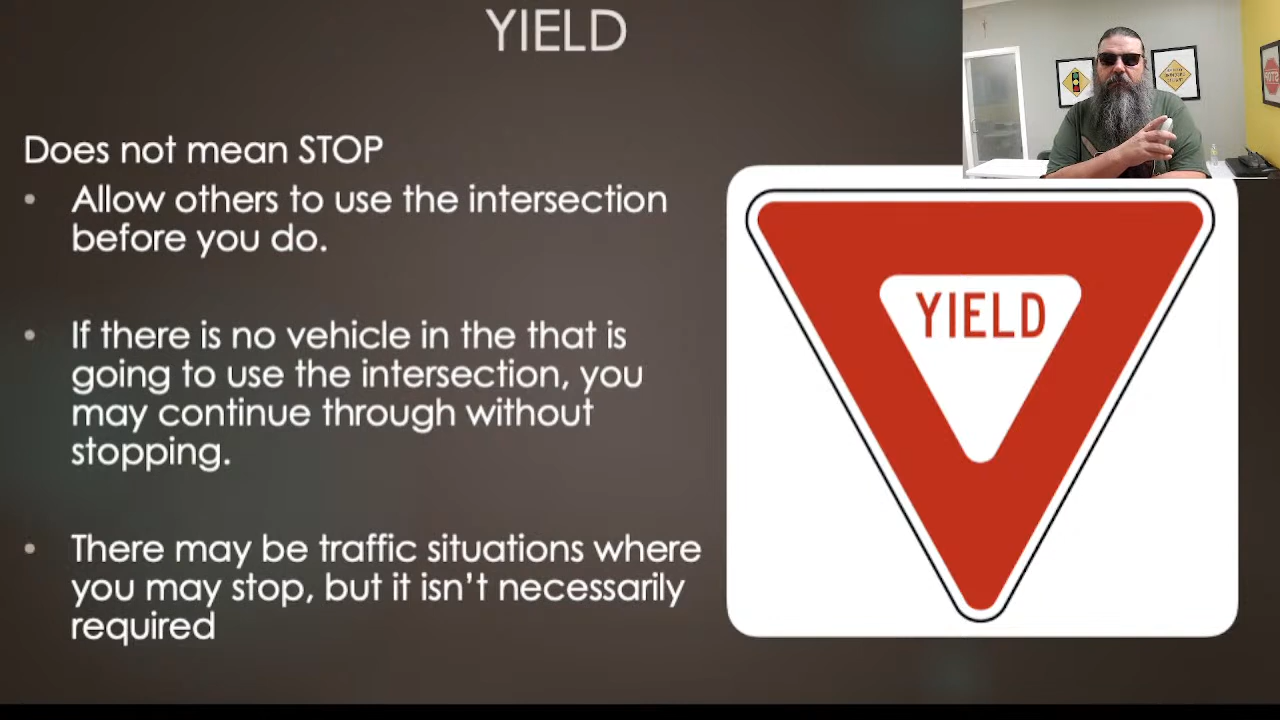 YIELD
Does not mean STOP
• Allow others to use the intersection
before you do.
• If there is no vehicle in the that is
going to use the intersection, you
may continue through without
stopping.
• There may be traffic situations where
you may stop, but it isn't necessarily
required
YIELD